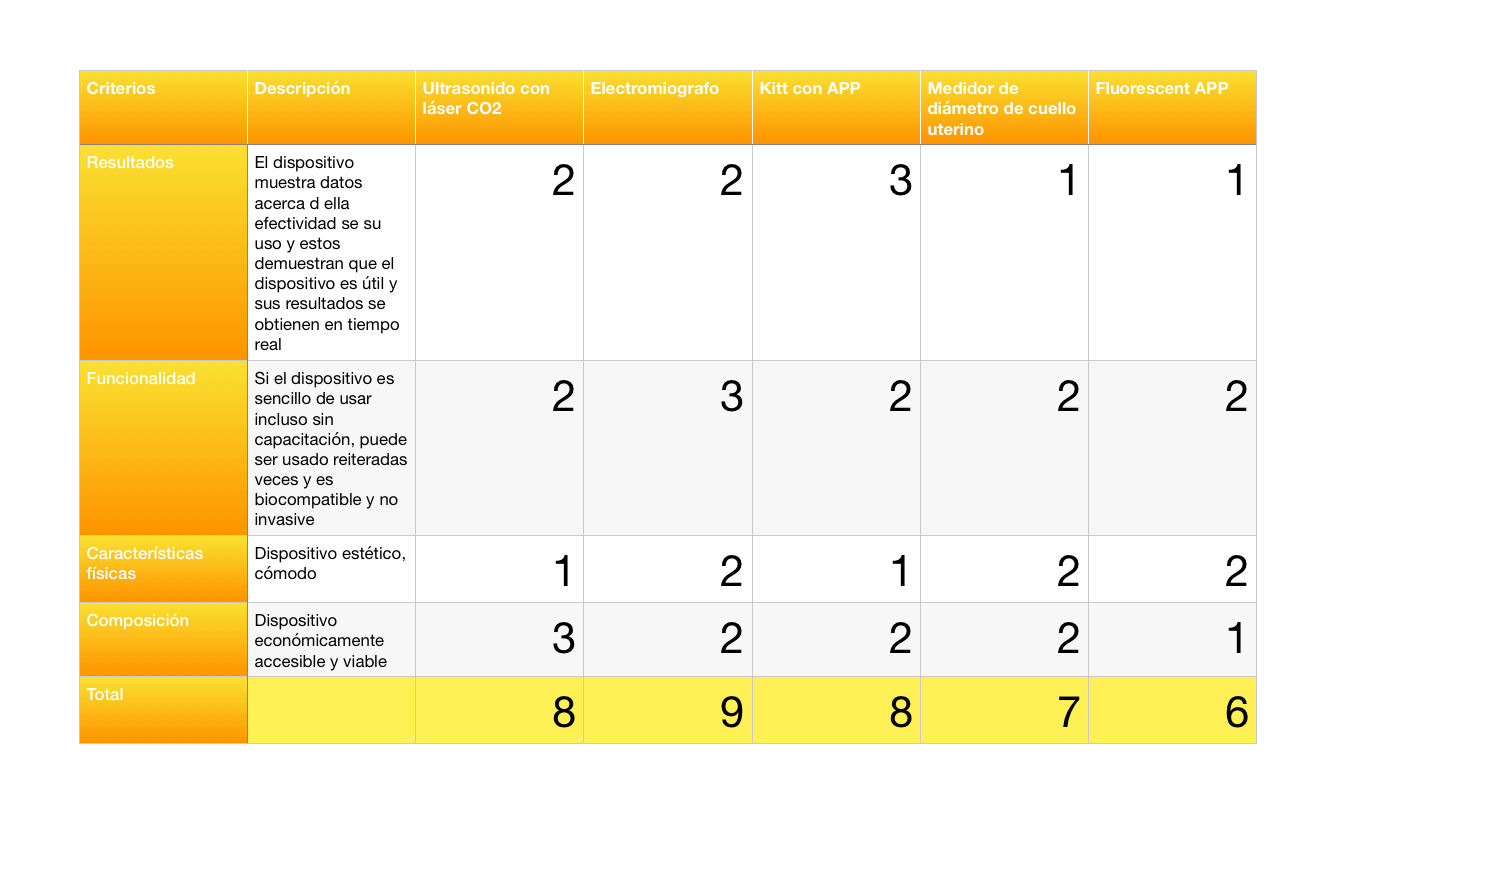 Criterios
Descripción
Ultrasonido con
láser CO2
Electromiografo
Kitt con APP
Medidor de
diámetro de cuello
uterino
Fluorescent APP
Resultados
El dispositivo
muestra datos
acerca d ella
efectividad se su
uso y estos
demuestran que el
dispositivo es útil y
sus resultados se
obtienen en tiempo
real
2
2
3
1
1
Funcionalidad
Si el dispositivo es
sencillo de usar
incluso sin
capacitación, puede
ser usado reiteradas
veces y es
biocompatible y no
invasive
2
3
2
2
2
Características
físicas
Dispositivo estético,
cómodo
1
2
1
2
2
Composición
Dispositivo
económicamente
accesible y viable
3
2
2
2
1
Total
8
9
8
7
6